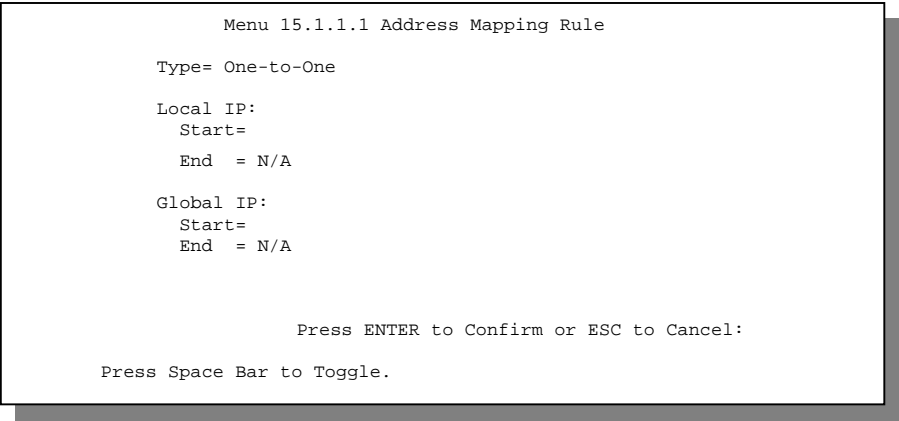 Menu 15.1.1.1 Address Mapping Rule
Type= One-to-One
Local IP:
Start=
End = N/A
Global IP:
Start=
End = N/A
Press ENTER to Confirm or ESC to Cancel:
Press Space Bar to Toggle.